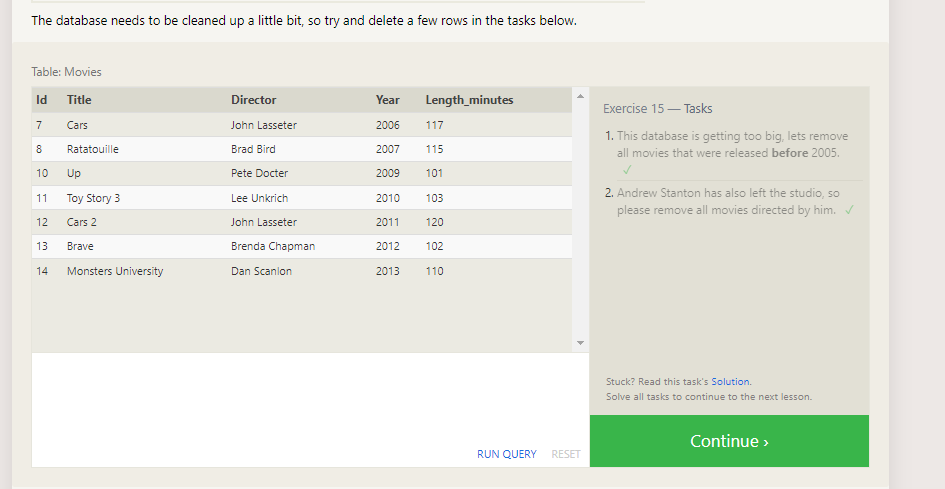 The database needs to be cleaned up a little bit, so try and delete a few rows in the tasks below.
Table: Movies
Id Title Director Year Length_minutes
7 Cars John Lasseter 2006 117
8 Ratatouille Brad Bird 2007 115
10 Up Pete Docter 2009 101
11 Toy Story 3 Lee Unkrich 2010 103
12 Cars 2 John Lasseter 2011 120
13 Brave Brenda Chapman 2012 102
14 Monsters University Dan Scanlon 2013 110
RUN QUERY RESET
Exercise 15 — Tasks
1. This database is getting too big, lets remove
all movies that were released before 2005.
✓
2. Andrew Stanton has also left the studio, so
please remove all movies directed by him. ✓
Stuck? Read this task's Solution.
Solve all tasks to continue to the next lesson.
Continue ›